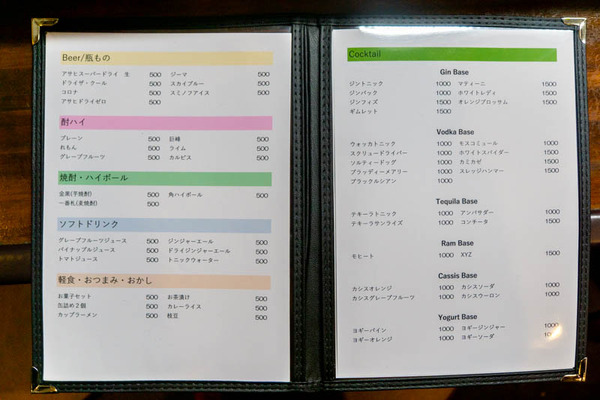 Beer/瓶もの
アサヒスーパードライ 生 500 ジーマ 500
ドライザ・クール 500 スカイブルー 500
コロナ 500 スミノフアイス 500
アサヒドライゼロ 500
酎ハイ
プレーン 500 巨峰 500
れもん 500 ライム 500
グレープフルーツ 500 カルピス 500
焼酎・ハイボール
金黒(芋焼酎) 500 角ハイボール 500
一番札(麦焼酎) 500
ソフトドリンク
グレープフルーツジュース 500 ジンジャーエール 500
パイナップルジュース 500 ドライジンジャーエール 500
トマトジュース 500 トニックウォーター 500
軽食・おつまみ・おかし
お菓子セット 500 お茶漬け 500
缶詰め2個 500 カレーライス 500
カップラーメン 500 枝豆 500
Cocktail
Gin Base
ジントニック 1000 マティーニ 1500
ジンバック 1000 ホワイトレディ 1500
ジンフィズ 1500 オレンジブロッサム 1500
ギムレット 1500
Vodka Base
ウォッカトニック 1000 モスコミュール 1000
スクリュードライバー 1000 ホワイトスパイダー 1500
ソルティードッグ 1000 カミカゼ 1500
ブラッディーメアリー 1000 スレッジハンマー 1500
ブラックルシアン 1000
Tequila Base
テキーラトニック 1000 アンバサダー 1000
テキーラサンライズ 1000 コンチータ 1500
Ram Base
モヒート 1000 XYZ 1500
Cassis Base
カシスオレンジ 1000 カシスソーダ 1000
カシスグレープフルーツ 1000 カシスウーロン 1000
Yogurt Base
ヨギーパイン 1000 ヨギージンジャー 1000
ヨギーオレンジ 1000 ヨギーソーダ